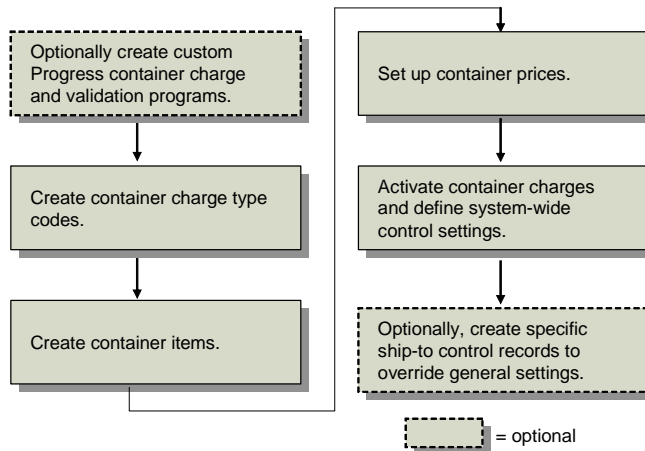 Optionally create custom
Progress container charge
and validation programs.
Create container charge type
codes.
Create container items.
Set up container prices.
Activate container charges
and define system-wide
control settings.
Optionally, create specific
ship-to control records to
override general settings.
= optional